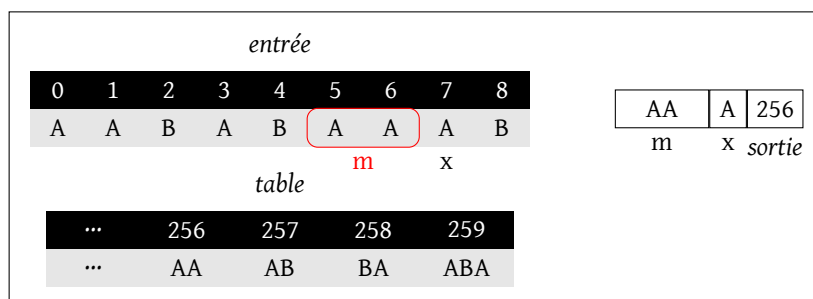 entrée
0 1 2 3 4 5 6 7 8
A A B A B A A A B
m x
table
... 256 257 258 259
... AA AB BA ABA
AA A 256
m x sortie